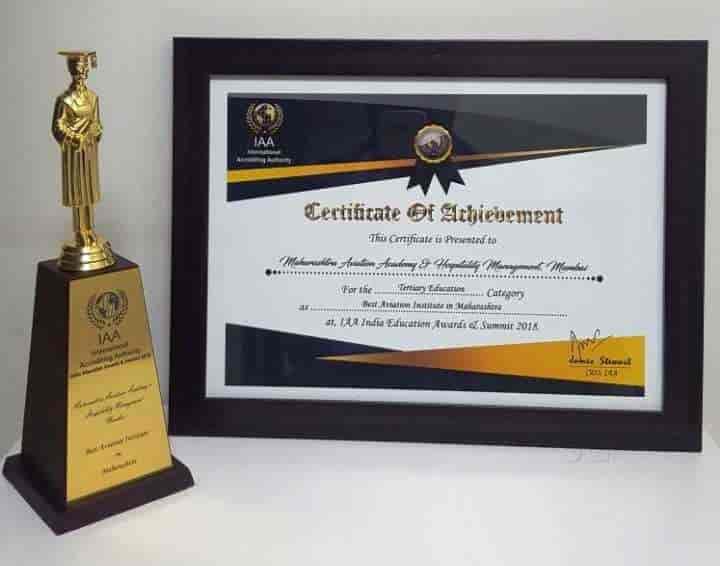 IAA
International
Accrediting Authority
Certificate Of Achievement
This Certificate is Presented to
Maharashtra Aviation Academy & Hospitality Management, Mumbai
For the Tertiary Education Category
as Best Aviation Institute in Maharashtra
at, IAA India Education Awards & Summit 2018.
James Stewart
IAA
International
Accrediting Authority
India Education Awards & Summit 2018
Maharashtra Aviation Academy &
Hospitality Management
Mumbai
Best Aviation Institute
in
Maharashtra